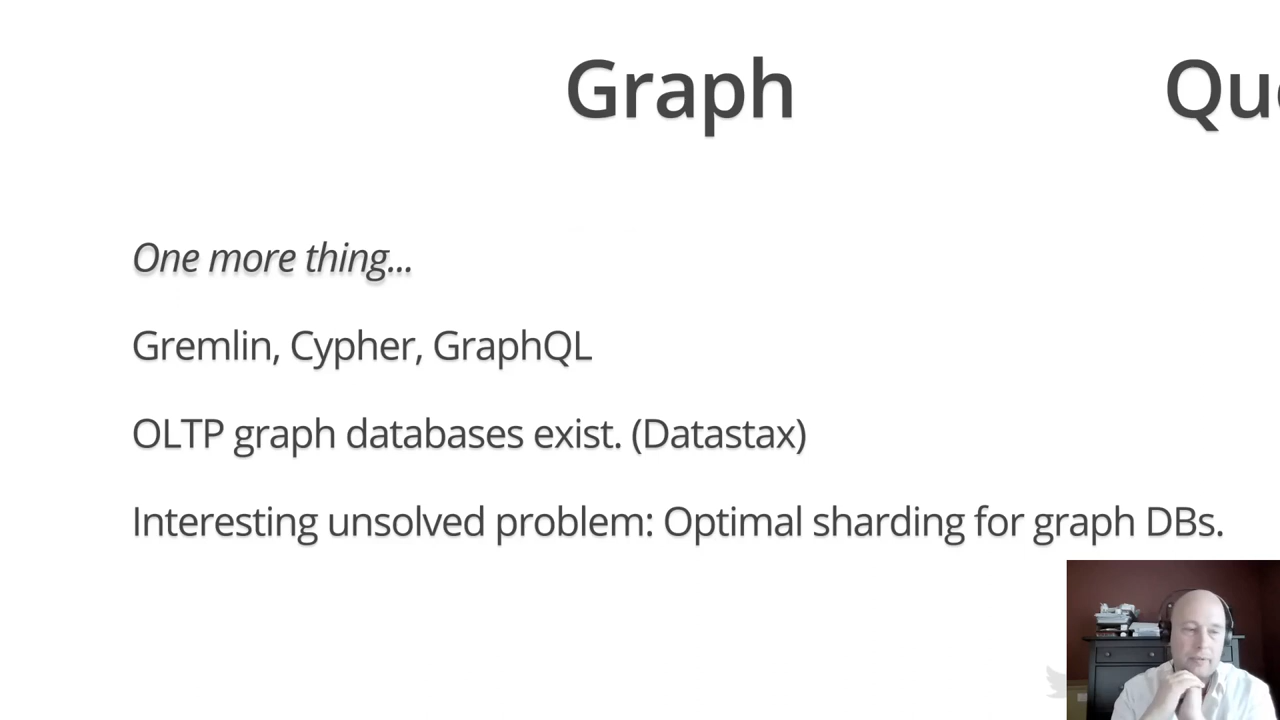 Graph
One more thing...
Gremlin, Cypher, GraphQL
OLTP graph databases exist. (Datastax)
Interesting unsolved problem: Optimal sharding for graph DBs.